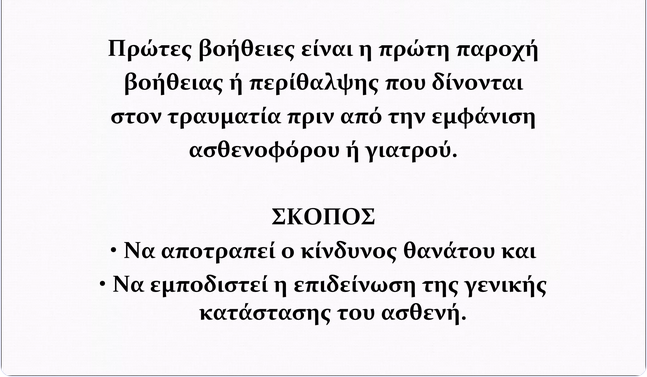 Πρώτες βοήθειες είναι η πρώτη παροχή
βοήθειας ή περίθαλψης που δίνονται
στον τραυματία πριν από την εμφάνιση
ασθενοφόρου ή γιατρού.
ΣΚΟΠΟΣ
• Να αποτραπεί ο κίνδυνος θανάτου και
• Να εμποδιστεί η επιδείνωση της γενικής
κατάστασης του ασθενή.